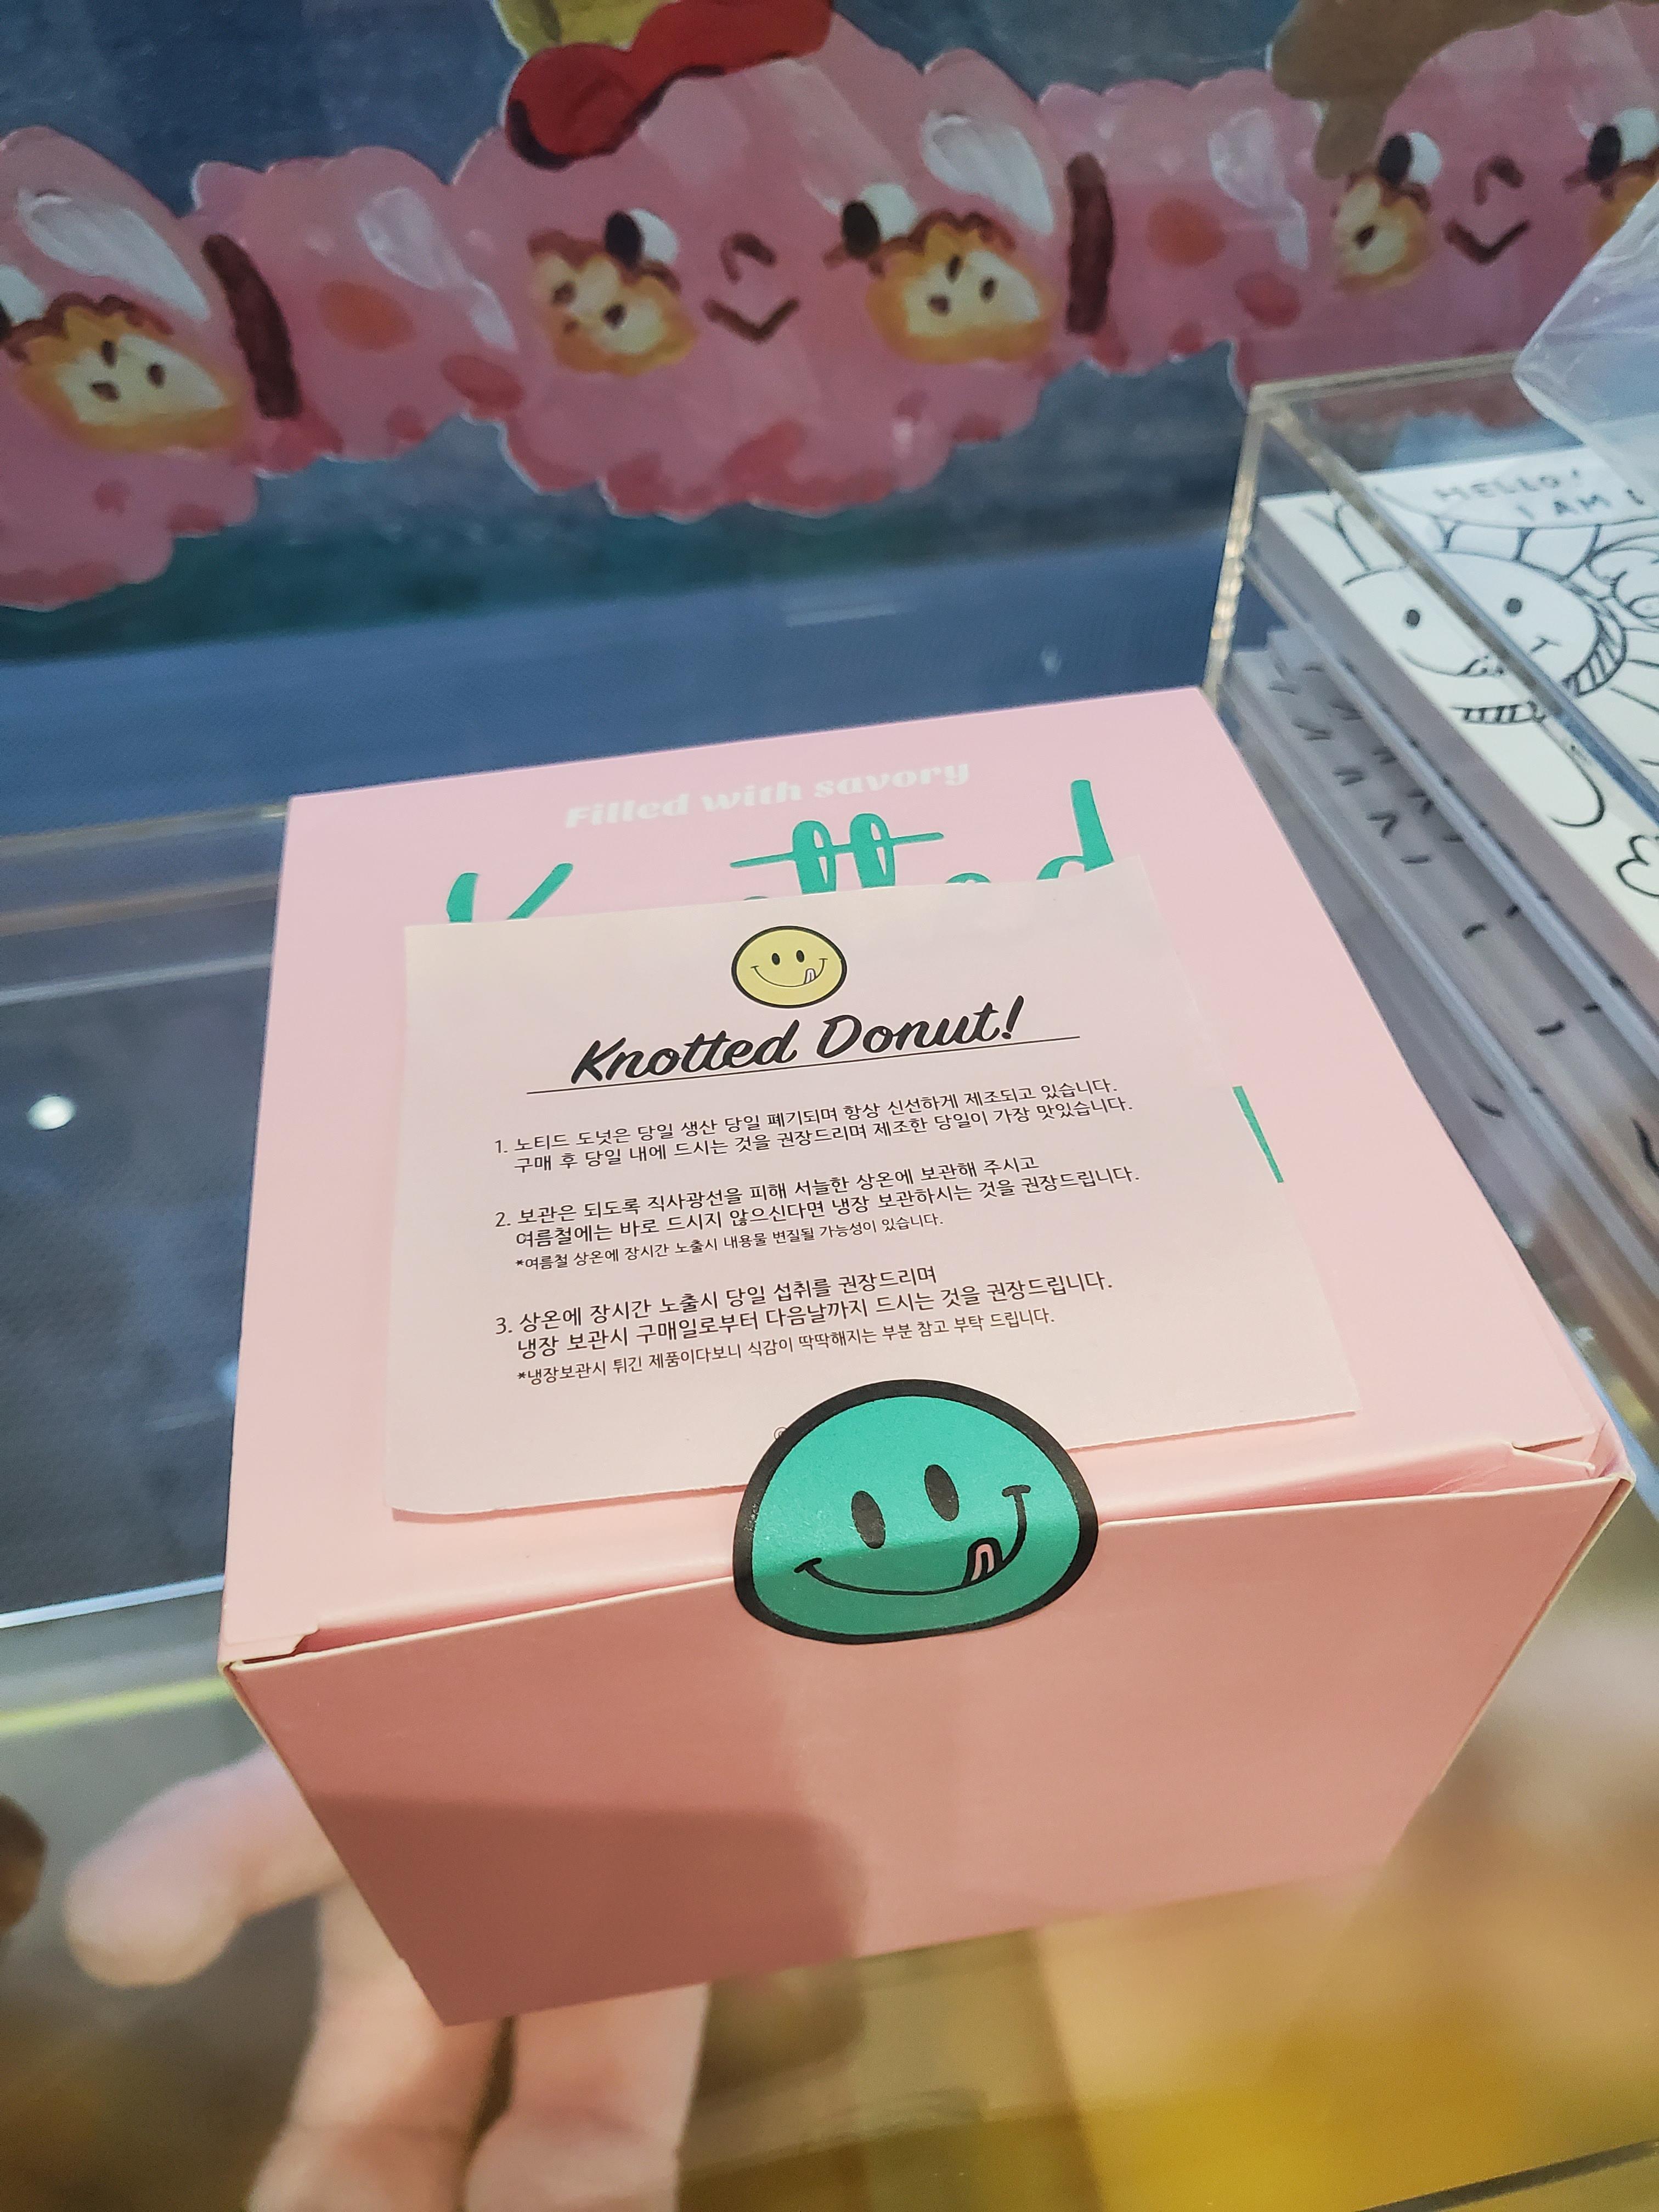 HELLO!
I AM
Filled with savory
Knotted Donut!
1. 노티드 도넛은 당일 생산 당일 폐기되며 항상 신선하게 제조되고 있습니다.
구매 후 당일 내에 드시는 것을 권장드리며 제조한 당일이 가장 맛있습니다.
2. 보관은 되도록 직사광선을 피해 서늘한 상온에 보관해 주시고
여름철에는 바로 드시지 않으신다면 냉장 보관하시는 것을 권장드립니다.
*여름철 상온에 장시간 노출시 내용물 변질될 가능성이 있습니다.
3. 상온에 장시간 노출시 당일 섭취를 권장드리며
냉장 보관시 구매일로부터 다음날까지 드시는 것을 권장드립니다.
*냉장보관시 튀긴 제품이다보니 식감이 딱딱해지는 부분 참고 부탁 드립니다.